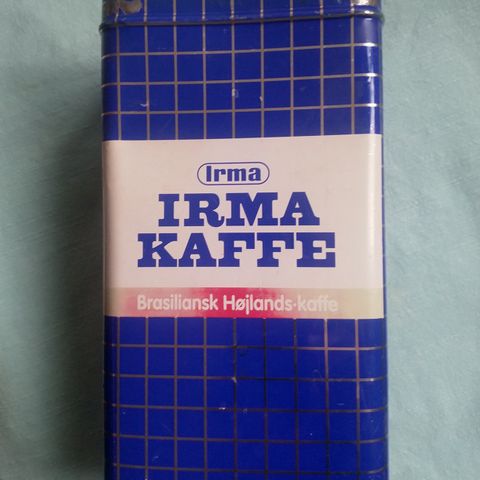 Irma
IRMA
KAFFE
Brasiliansk Højlands-kaffe